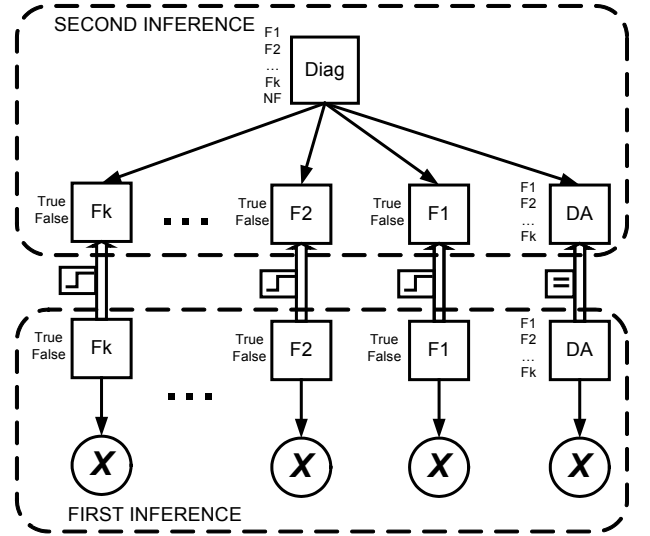 SECOND INFERENCE
F1
F2
...
Fk
NF
Diag
True
False
Fk
...
True
False
F2
True
False
F1
F1
F2
...
Fk
DA
=
True
False
Fk
...
True
False
F2
True
False
F1
F1
F2
...
Fk
DA
X
X
X
X
FIRST INFERENCE